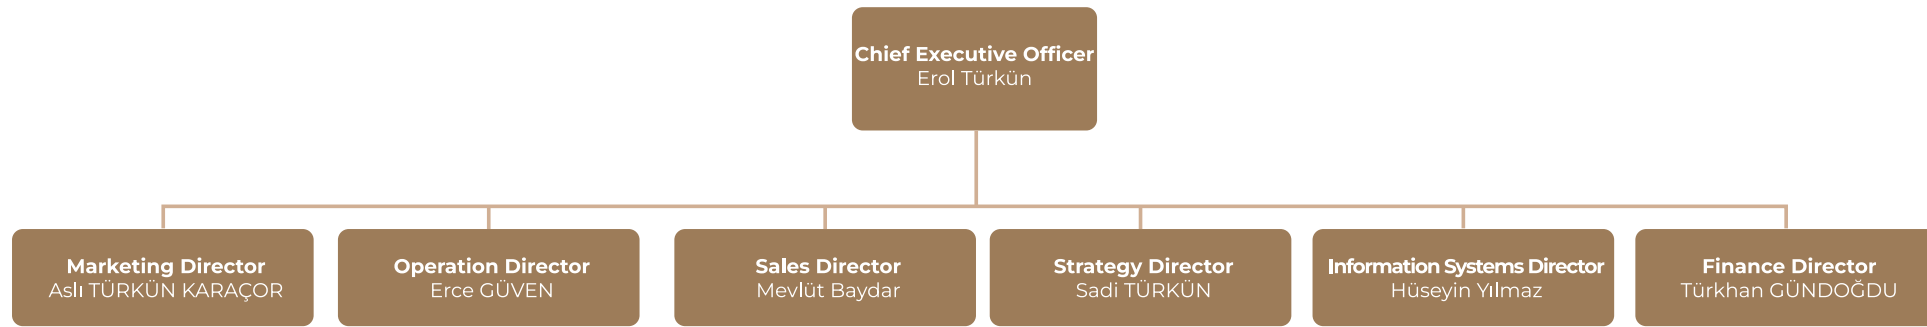 Chief Executive Officer
Erol Türkün
Marketing Director
Aslı TÜRKÜN KARAÇOR
Operation Director
Erce GÜVEN
Sales Director
Mevlüt Baydar
Strategy Director
Sadi TÜRKÜN
Information Systems Director
Hüseyin Yılmaz
Finance Director
Türkhan GÜNDOĞDU